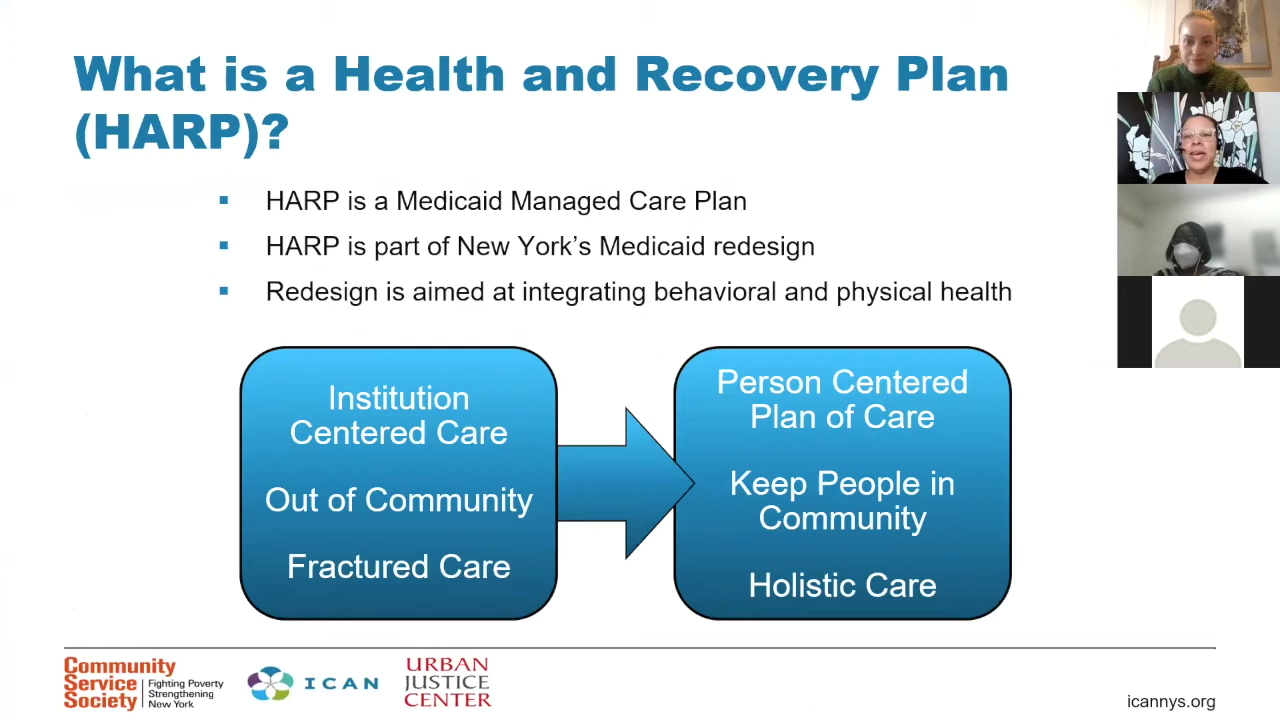 What is a Health and Recovery Plan
(HARP)?
▪ HARP is a Medicaid Managed Care Plan
▪ HARP is part of New York’s Medicaid redesign
▪ Redesign is aimed at integrating behavioral and physical health
Institution
Centered Care
Out of Community
Fractured Care
Person Centered
Plan of Care
Keep People in
Community
Holistic Care
Community
Service
Society
Fighting Poverty
Strengthening
New York
ICAN
URBAN
JUSTICE
CENTER
icannys.org